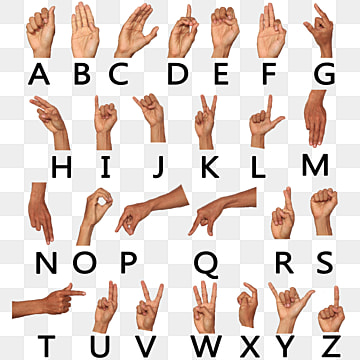 A B C D E F G
H I J K L M
N O P Q R S
T U V W X Y Z